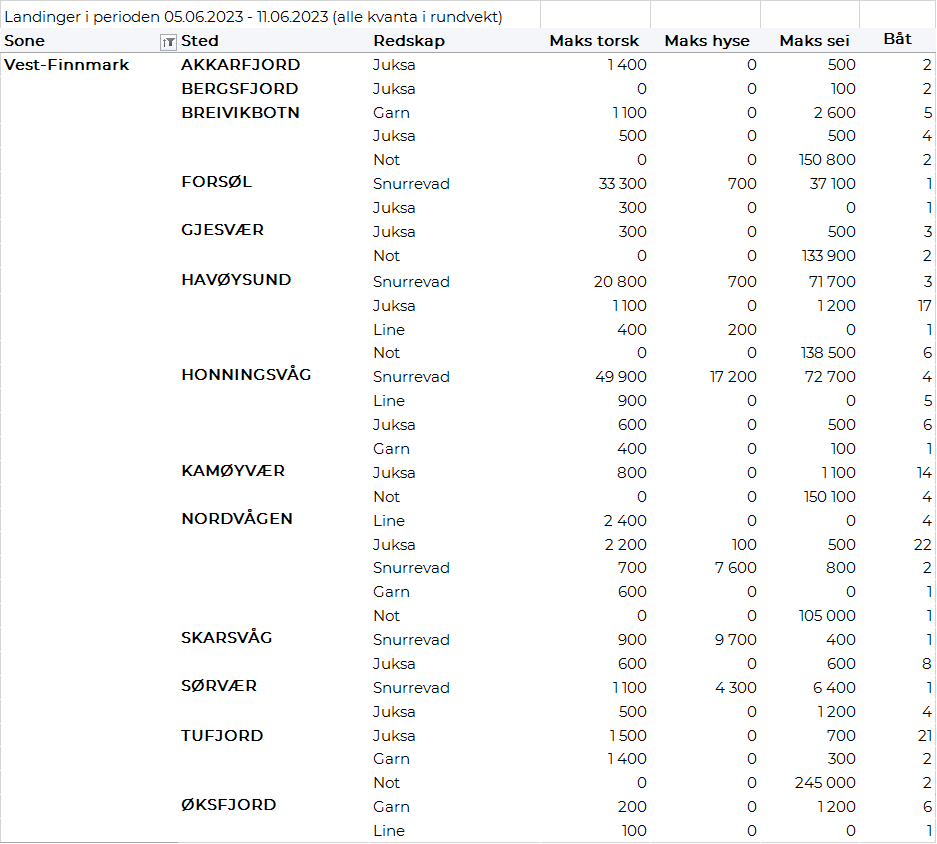 Landinger i perioden 05.06.2023 - 11.06.2023 (alle kvanta i rundvekt)
Sone Sted Redskap Maks torsk Maks hyse Maks sei Båt
Vest-Finnmark AKKARFJORD Juksa 1 400 0 500 2
BERGSFJORD Juksa 0 0 100 2
BREIVIKBOTN Garn 1 100 0 2 600 5
Juksa 500 0 500 4
Not 0 0 150 800 2
FORSØL Snurrevad 33 300 700 37 100 1
Juksa 300 0 0 1
GJESVÆR Juksa 300 0 500 3
Not 0 0 133 900 2
HAVØYSUND Snurrevad 20 800 700 71 700 3
Juksa 1 100 0 1 200 17
Line 400 200 0 1
Not 0 0 138 500 6
HONNINGSVÅG Snurrevad 49 900 17 200 72 700 4
Line 900 0 0 5
Juksa 600 0 500 6
Garn 400 0 100 1
KAMØYVÆR Juksa 800 0 1 100 14
Not 0 0 150 100 4
NORDVÅGEN Line 2 400 0 0 4
Juksa 2 200 100 500 22
Snurrevad 700 7 600 800 2
Garn 600 0 0 1
Not 0 0 105 000 1
SKARSVÅG Snurrevad 900 9 700 400 1
Juksa 600 0 600 8
SØRVÆR Snurrevad 1 100 4 300 6 400 1
Juksa 500 0 1 200 4
TUFJORD Juksa 1 500 0 700 21
Garn 1 400 0 300 2
Not 0 0 245 000 2
ØKSFJORD Garn 200 0 1 200 6
Line 100 0 0 1